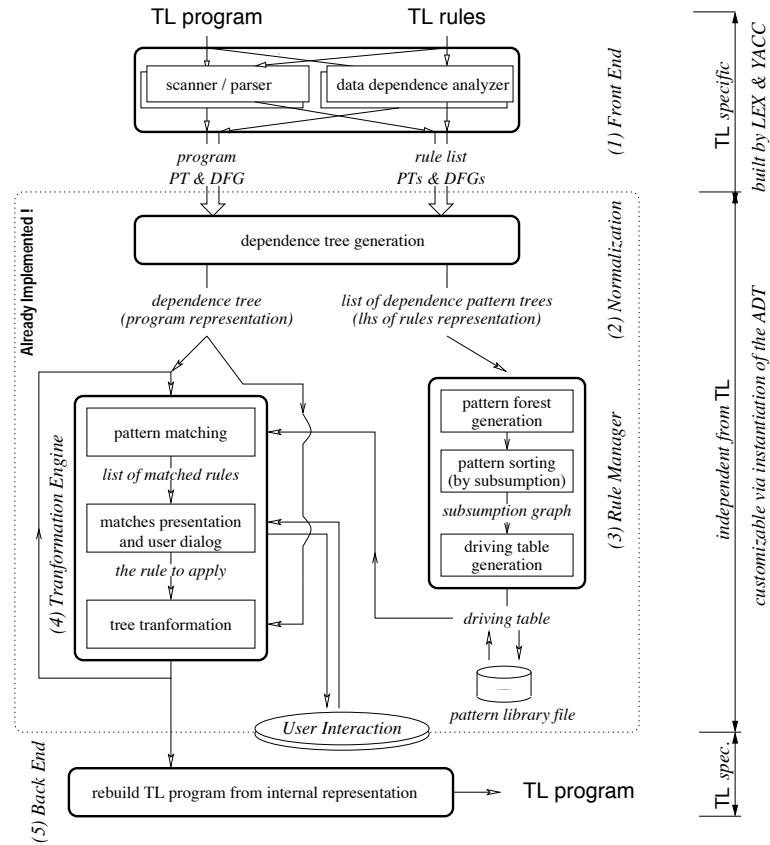 TL program
TL rules
scanner / parser
data dependence analyzer
(1) Front End
TL specific
built by LEX & YACC
program
PT & DFG
rule list
PTs & DFGs
Already Implemented !
dependence tree generation
(2) Normalization
dependence tree
(program representation)
list of dependence pattern trees
(lhs of rules representation)
independent from TL
customizable via instantiation of the ADT
(4) Tranformation Engine
pattern matching
list of matched rules
matches presentation
and user dialog
the rule to apply
tree tranformation
(3) Rule Manager
pattern forest
generation
pattern sorting
(by subsumption)
subsumption graph
driving table
generation
driving table
pattern library file
User Interaction
(5) Back End
rebuild TL program from internal representation
TL program
TL spec.